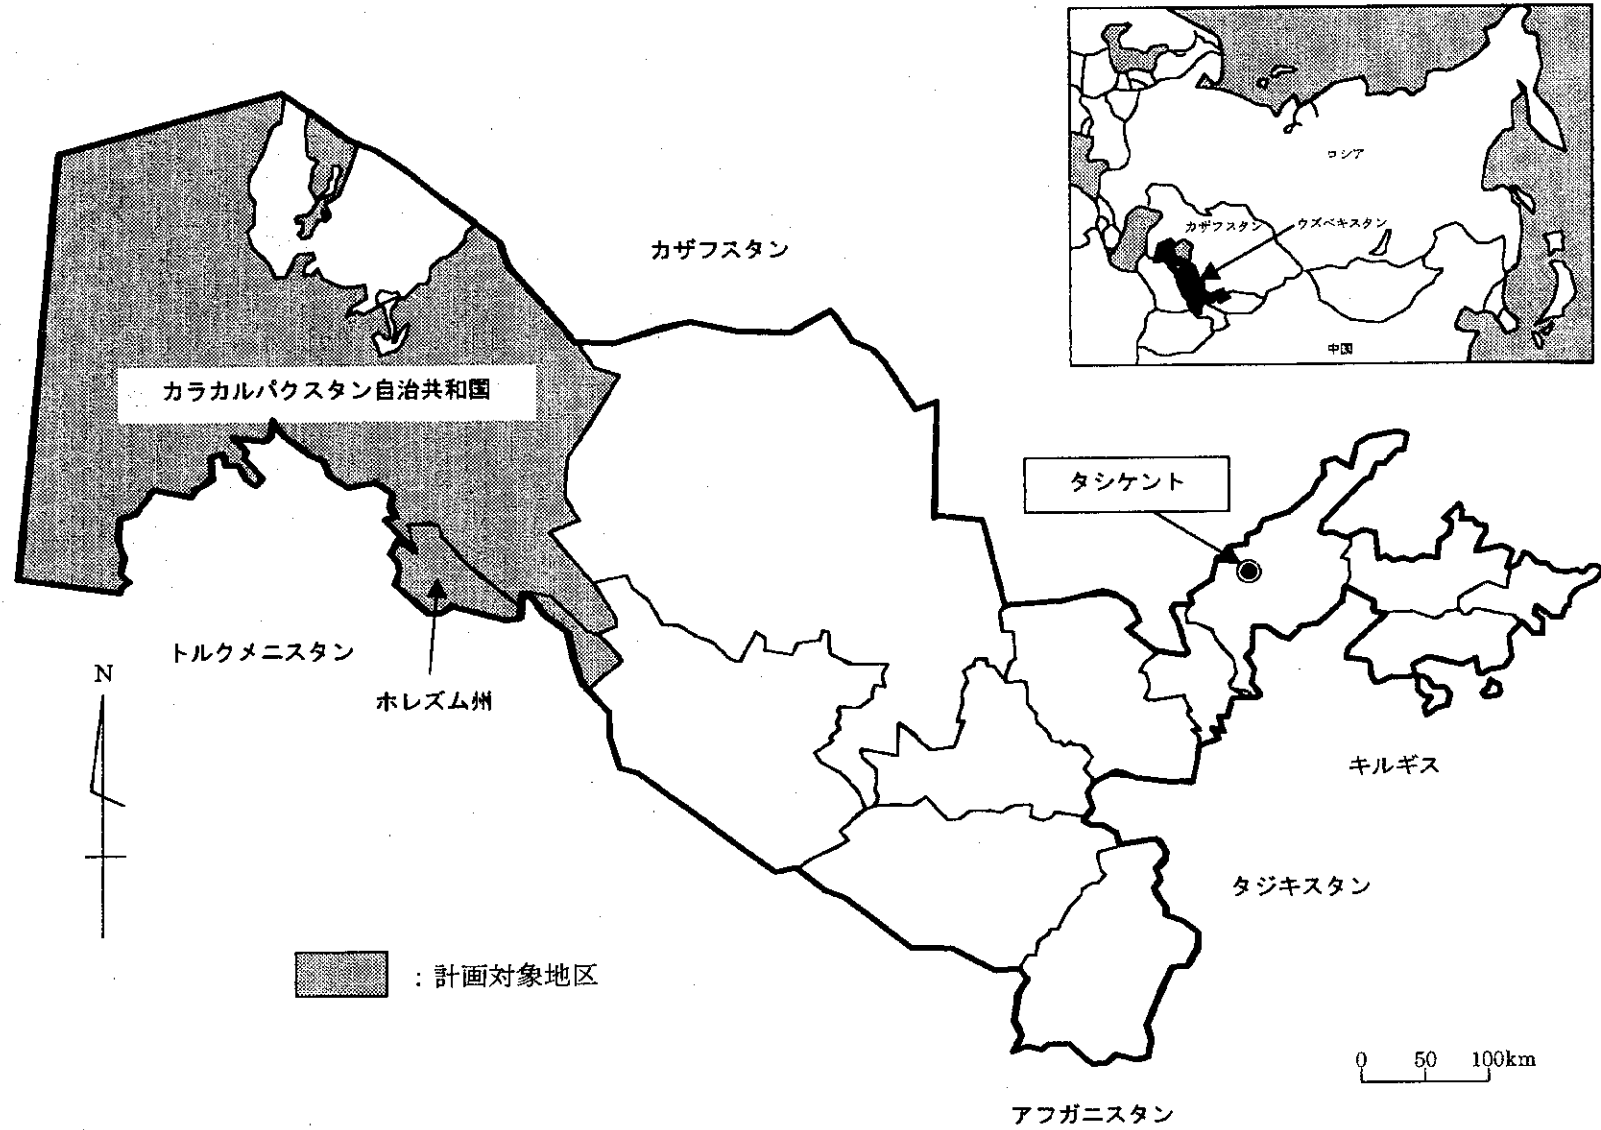 ロシア
カザフスタン
ウズベキスタン
中国
カザフスタン
カラカルパクスタン自治共和国
タシケント
トルクメニスタン
N
ホレズム州
キルギス
タジキスタン
:計画対象地区
0 50 100km
アフガニスタン